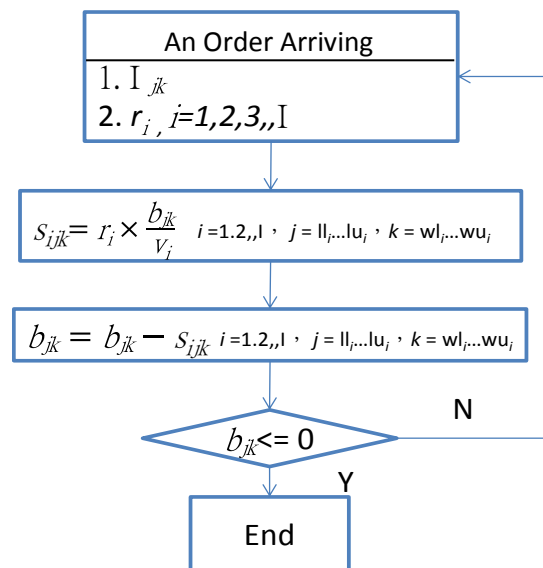 An Order Arriving
1. I jk
2. r i , i=1,2,3,,I
s ijk = r i × b jk / v i i =1.2,,I , j = ll i ...lu i , k = wl i ...wu i
b jk = b jk − s ijk i =1.2,,I , j = ll i ...lu i , k = wl i ...wu i
b jk <= 0
N
Y
End